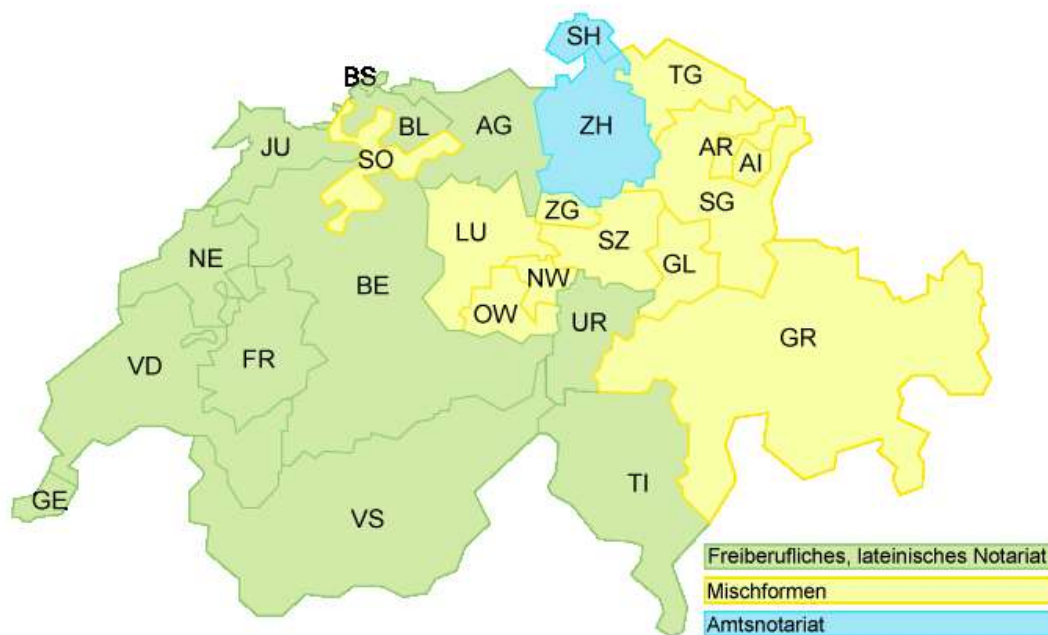 SH
BS
TG
BL
AG
ZH
JU
AR
AI
SO
SG
ZG
LU
SZ
NE
GL
NW
BE
OW
UR
GR
VD
FR
TI
GE
VS
Freiberufliches, lateinisches Notariat
Mischformen
Amtsnotariat